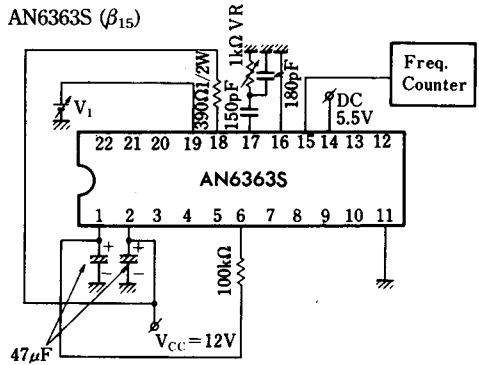 AN6363S (β15)
390Ω1/2W
150pF
1kΩ VR
180pF
Freq.
Counter
DC
5.5V
V1
22 21 20 19 18 17 16 15 14 13 12
AN6363S
1 2 3 4 5 6 7 8 9 10 11
+ +
− −
100kΩ
47μF
VCC=12V